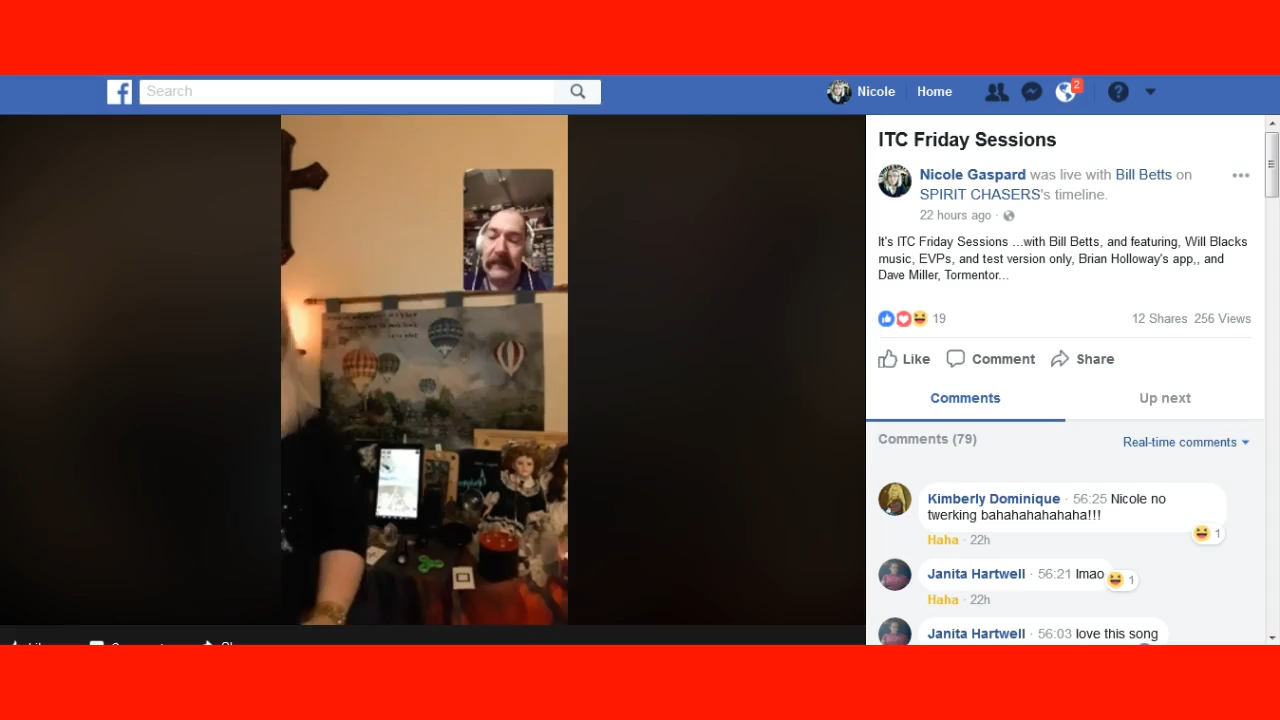 Search
Nicole
Home
2
ITC Friday Sessions
Nicole Gaspard was live with Bill Betts on
SPIRIT CHASERS's timeline.
22 hours ago
It's ITC Friday Sessions ...with Bill Betts, and featuring, Will Blacks
music, EVPs, and test version only, Brian Holloway's app,, and
Dave Miller, Tormentor...
19
12 Shares 256 Views
Like Comment Share
Comments Up next
Comments (79)
Real-time comments
Kimberly Dominique · 56:25 Nicole no
twerking bahahahahahaha!!!
1
Haha · 22h
Janita Hartwell · 56:21 lmao
1
Haha · 22h
Janita Hartwell · 56:03 love this song